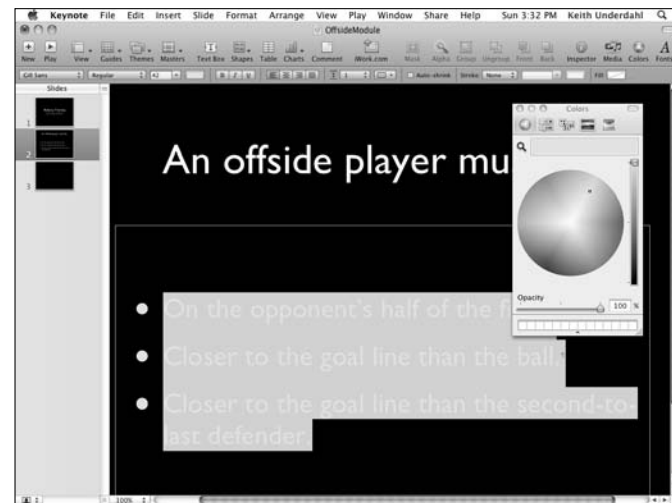 Keynote File Edit Insert Slide Format Arrange View Play Window Share Help Sun 3:32 PM Keith Underdahl
OffsideModule
New Play View Guides Themes Masters Text Box Shapes Table Charts Comment iWork.com Mask Alpha Group Ungroup Front Back Inspector Media Colors Fonts
Gill Sans Regular 42 B I U 1 Auto-shrink Stroke None Fill
Slides
Colors
1
2
3
An offside player mu
Opacity
100 %
• On the opponent's half of the f
• Closer to the goal line than the ball.
• Closer to the goal line than the second-to-
last defender
100%